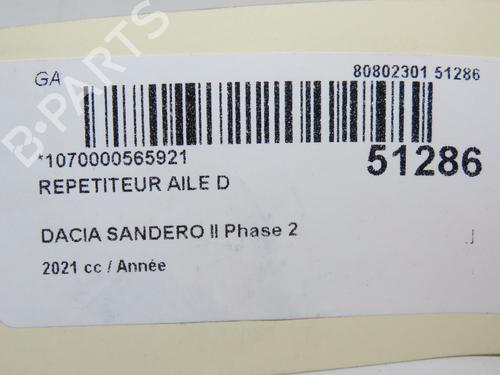 GA
80802301 51286
*1070000565921
51286
REPETITEUR AILE D
DACIA SANDERO II Phase 2
2021 cc / Année
B-PARTS